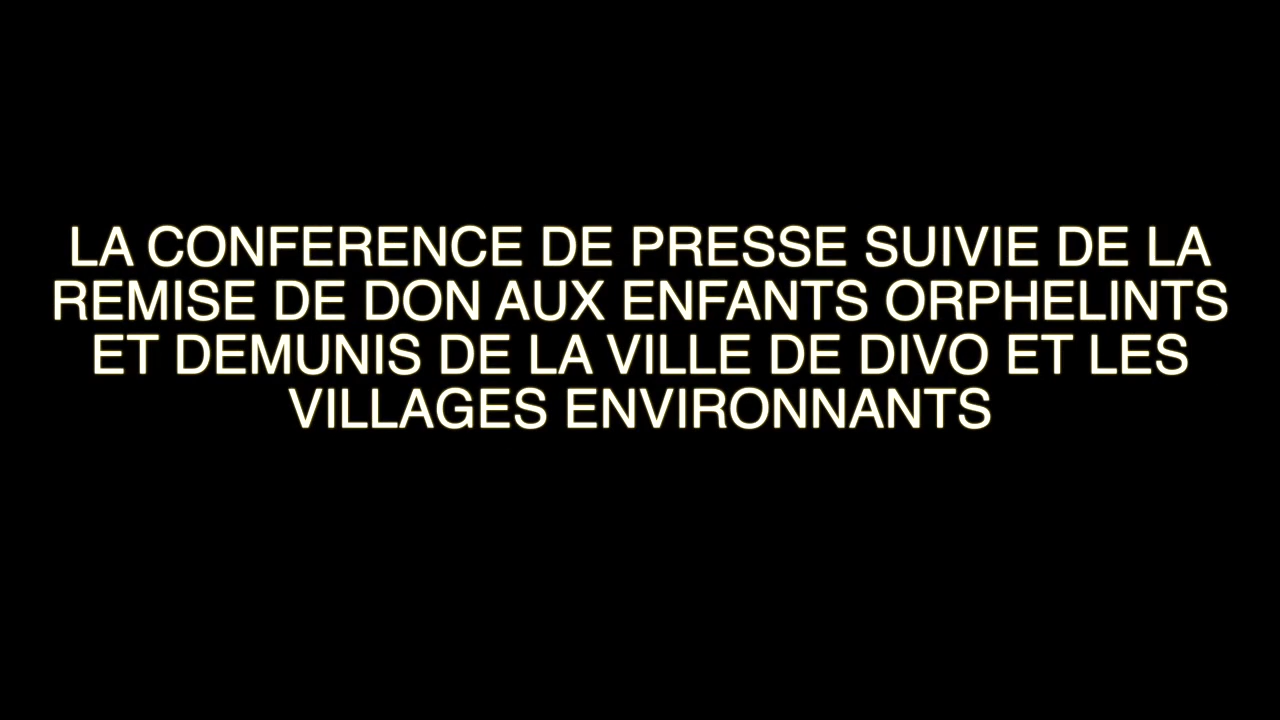 LA CONFERENCE DE PRESSE SUIVIE DE LA
REMISE DE DON AUX ENFANTS ORPHELINTS
ET DEMUNIS DE LA VILLE DE DIVO ET LES
VILLAGES ENVIRONNANTS